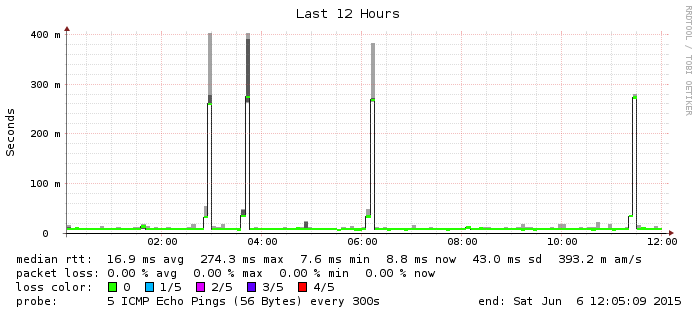 Last 12 Hours
RRDTOOL / TOBI OETIKER
Seconds
400 m
300 m
200 m
100 m
0
02:00 04:00 06:00 08:00 10:00 12:00
median rtt: 16.9 ms avg 274.3 ms max 7.6 ms min 8.8 ms now 43.0 ms sd 393.2 m am/s
packet loss: 0.00 % avg 0.00 % max 0.00 % min 0.00 % now
loss color: 0 1/5 2/5 3/5 4/5
probe: 5 ICMP Echo Pings (56 Bytes) every 300s end: Sat Jun 6 12:05:09 2015